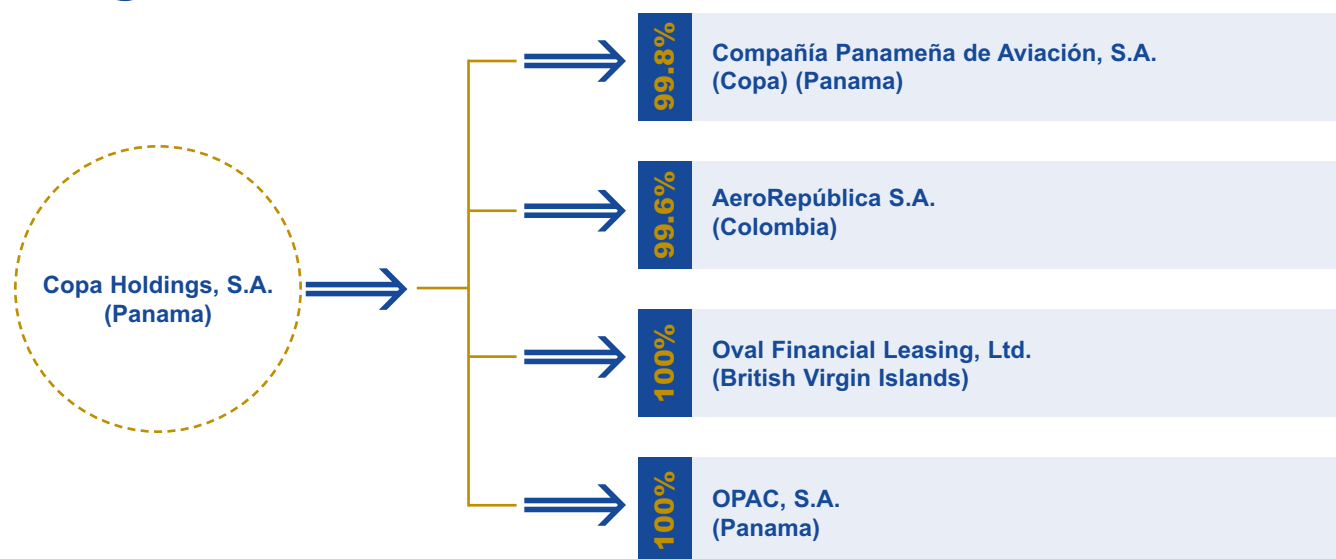 Copa Holdings, S.A.
(Panama)
99.8%
Compañía Panameña de Aviación, S.A.
(Copa) (Panama)
99.6%
AeroRepública S.A.
(Colombia)
100%
Oval Financial Leasing, Ltd.
(British Virgin Islands)
100%
OPAC, S.A.
(Panama)